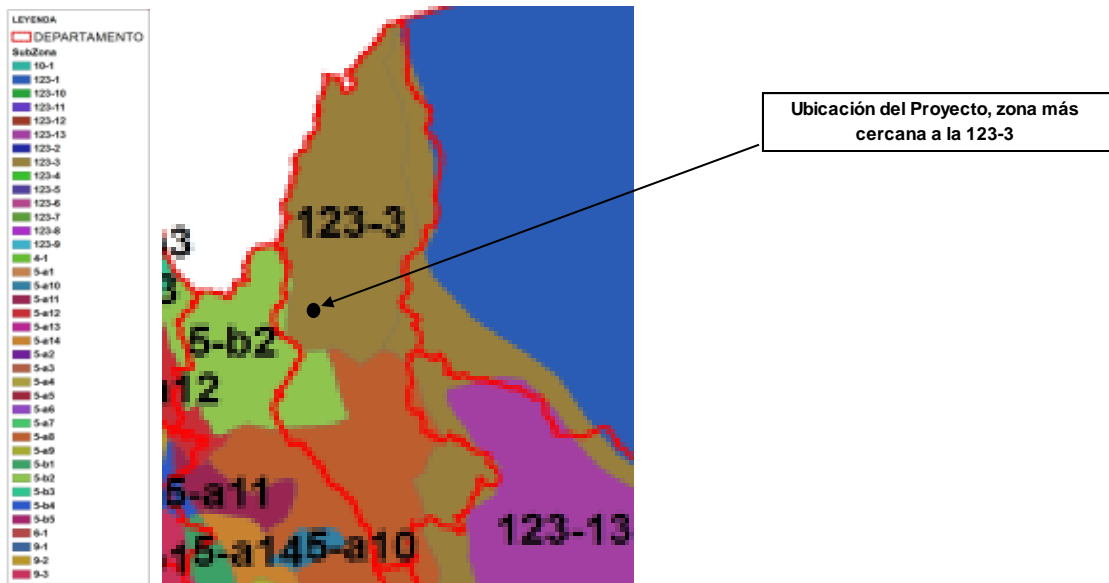 LEYENDA
DEPARTAMENTO
SubZona
10-1
123-1
123-10
123-11
123-12
123-13
123-2
123-3
123-4
123-5
123-6
123-7
123-8
123-9
4-1
5-a1
5-a10
5-a11
5-a12
5-a13
5-a14
5-a2
5-a3
5-a4
5-a5
5-a6
5-a7
5-a8
5-a9
5-b1
5-b2
5-b3
5-b4
5-b5
6-1
9-1
9-2
9-3
Ubicación del Proyecto, zona más
cercana a la 123-3
123-3
5-b2
5-a11
5-a14
5-a10
123-13